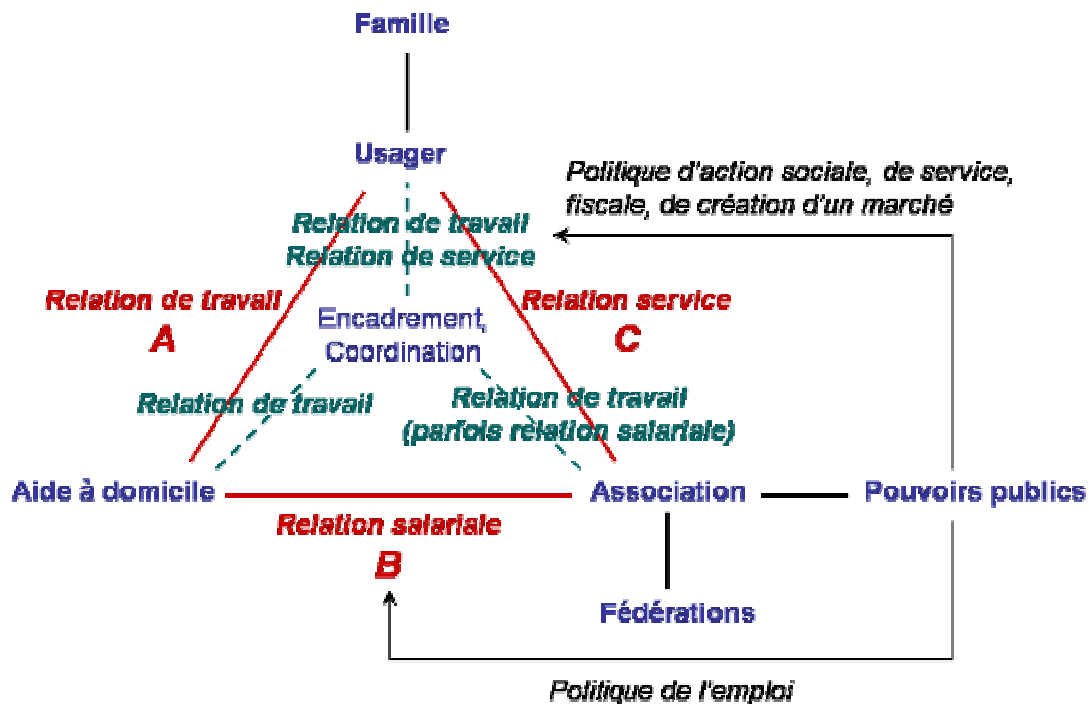 Famille
Usager
Politique d'action sociale, de service,
fiscale, de création d'un marché
Relation de travail
Relation de service
Relation de travail
A
Encadrement,
Coordination
Relation service
C
Relation de travail
Relation de travail
(parfois relation salariale)
Aide à domicile
Association
Pouvoirs publics
Relation salariale
B
Fédérations
Politique de l'emploi